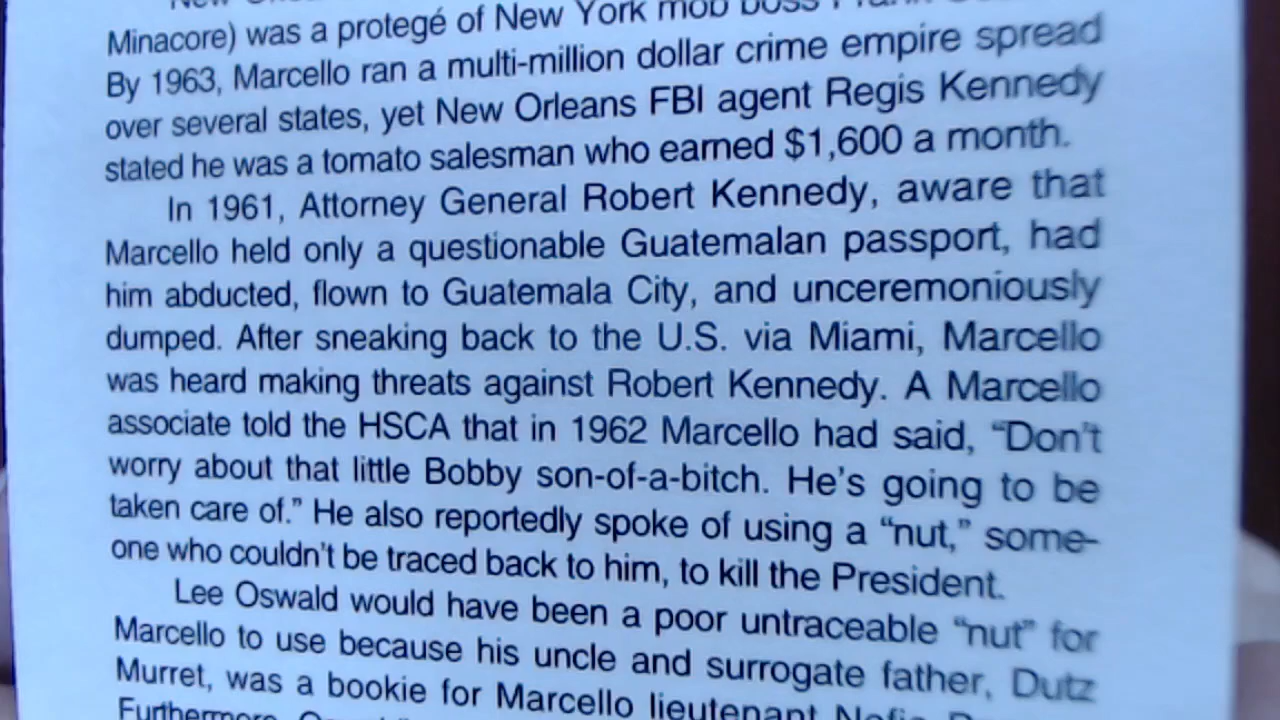 Minacore) was a protegé of New York mob boss
By 1963, Marcello ran a multi-million dollar crime empire spread
over several states, yet New Orleans FBI agent Regis Kennedy
stated he was a tomato salesman who earned $1,600 a month.
In 1961, Attorney General Robert Kennedy, aware that
Marcello held only a questionable Guatemalan passport, had
him abducted, flown to Guatemala City, and unceremoniously
dumped. After sneaking back to the U.S. via Miami, Marcello
was heard making threats against Robert Kennedy. A Marcello
associate told the HSCA that in 1962 Marcello had said, “Don’t
worry about that little Bobby son-of-a-bitch. He’s going to be
taken care of.” He also reportedly spoke of using a “nut,” some-
one who couldn’t be traced back to him, to kill the President.
Lee Oswald would have been a poor untraceable “nut” for
Marcello to use because his uncle and surrogate father, Dutz
Murret, was a bookie for Marcello lieutenant
Furthermore,